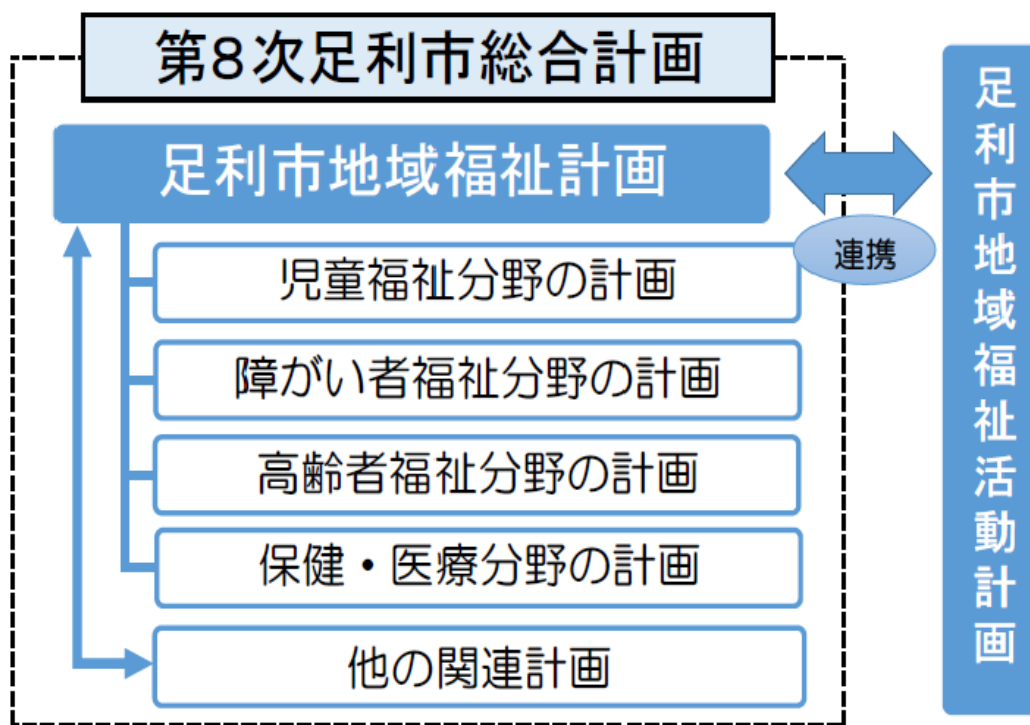 第8次足利市総合計画
足利市地域福祉計画
連携
児童福祉分野の計画
障がい者福祉分野の計画
高齢者福祉分野の計画
保健・医療分野の計画
他の関連計画
足利市地域福祉活動計画